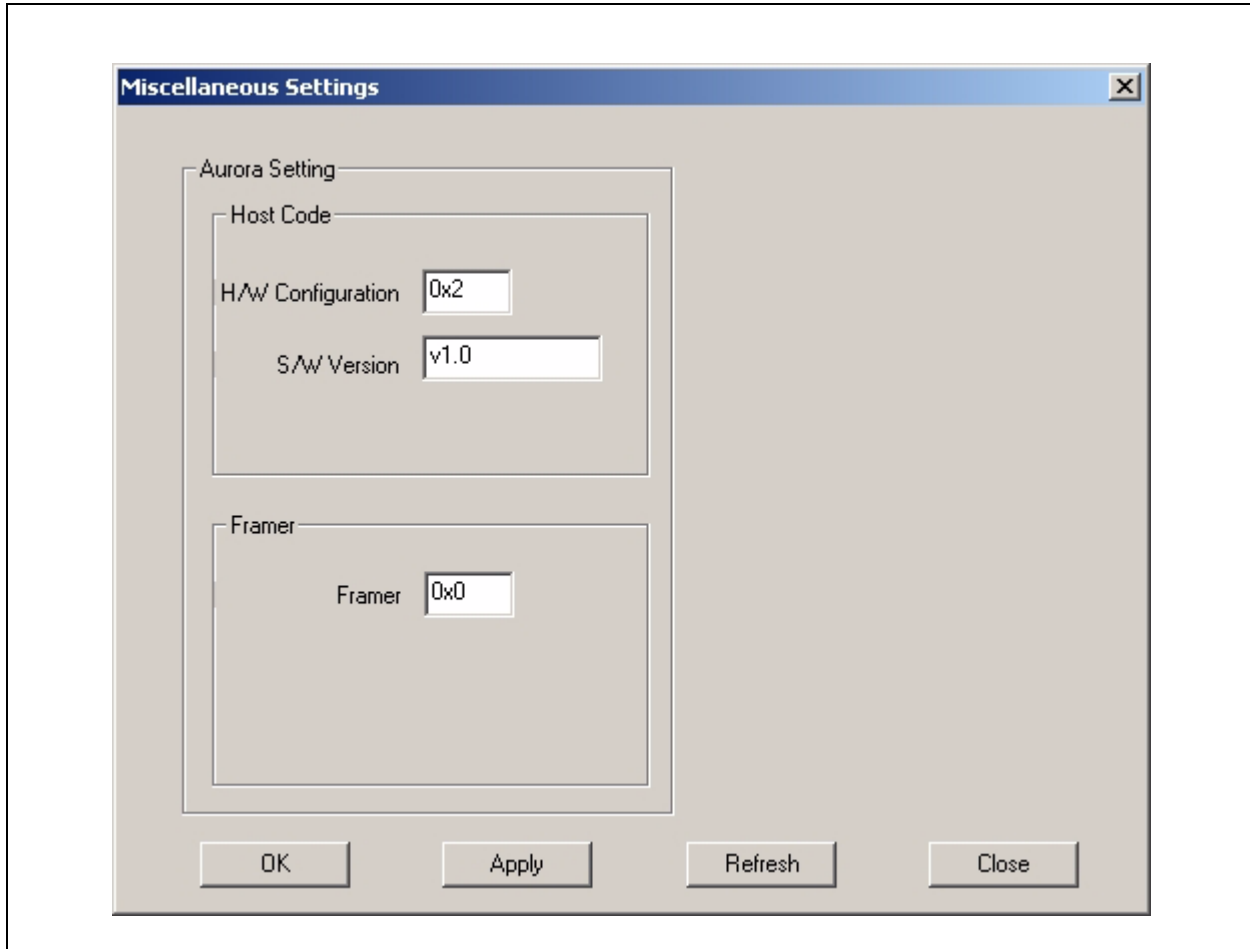 Miscellaneous Settings
Aurora Setting
Host Code
H/W Configuration 0x2
S/W Version v1.0
Framer
Framer 0x0
OK Apply Refresh Close